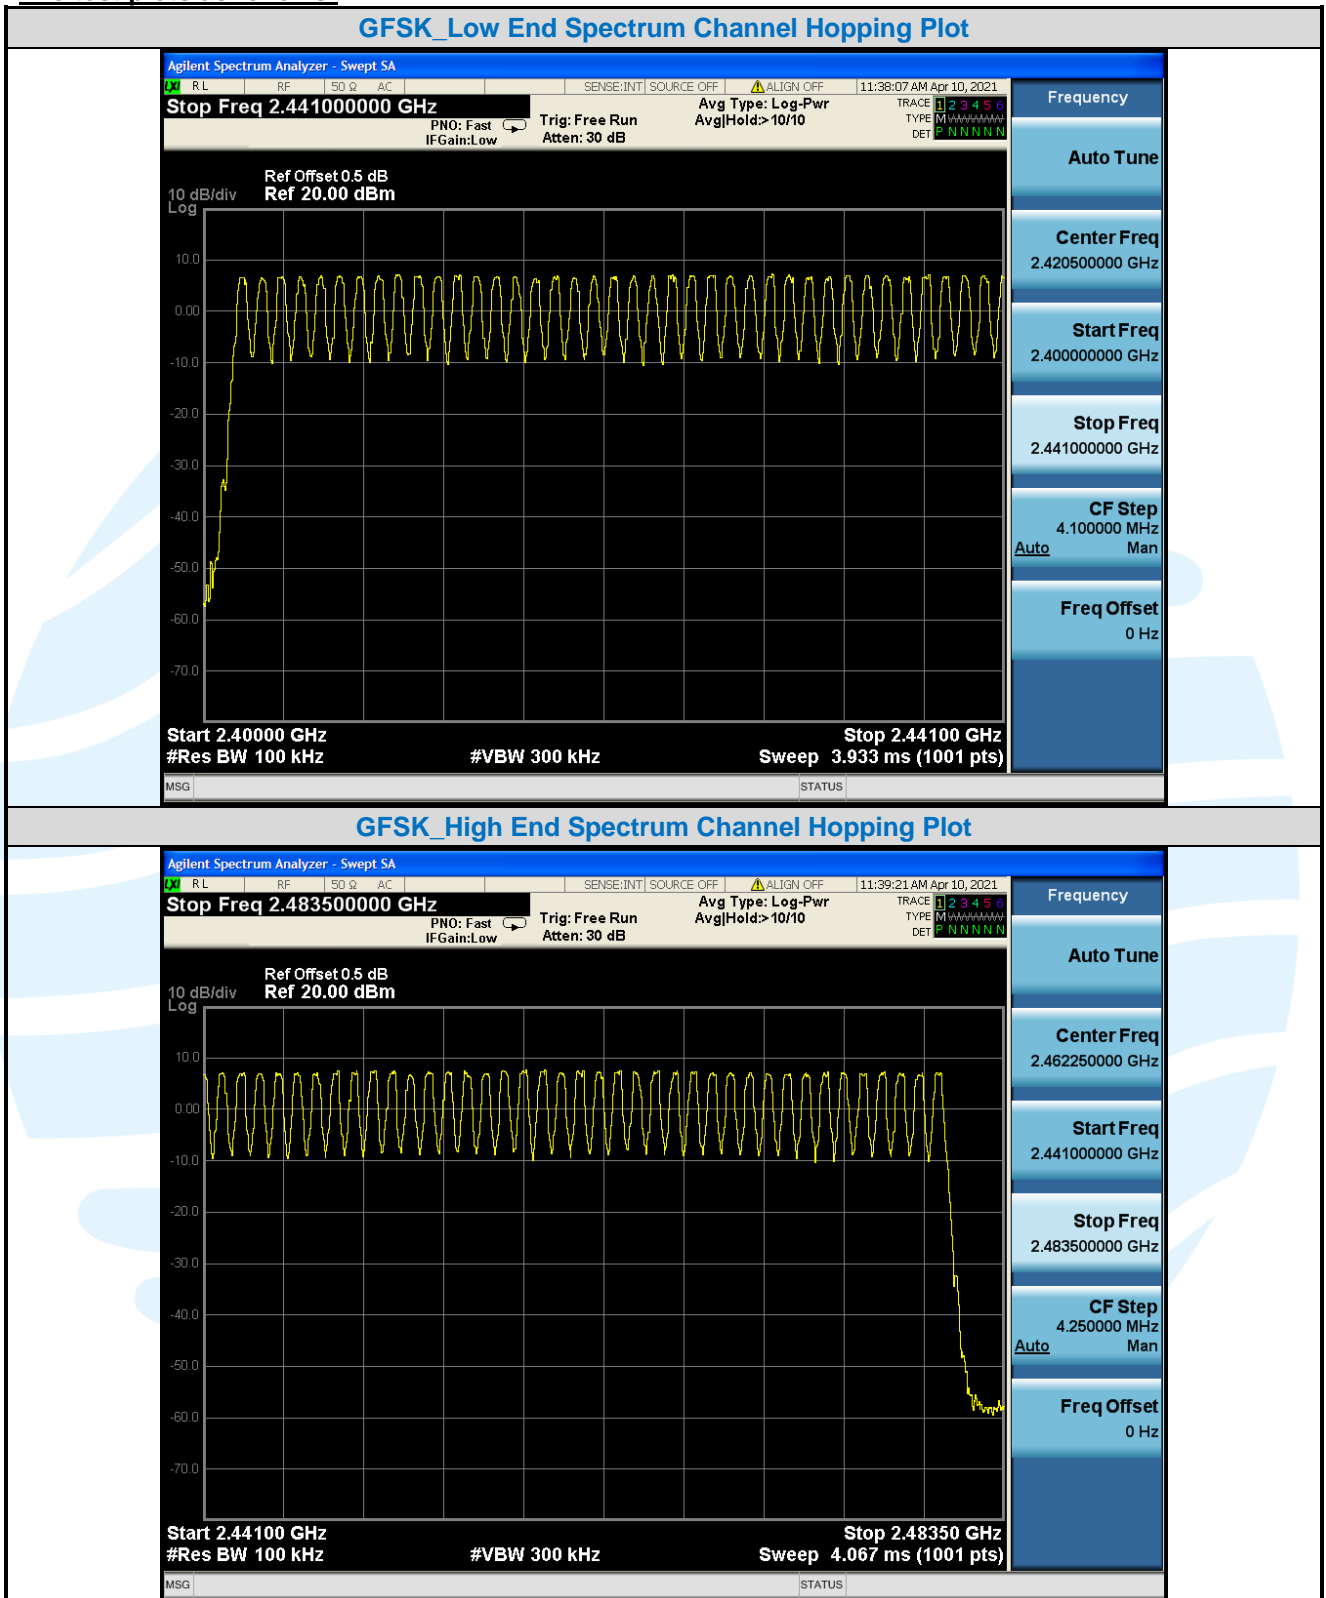 GFSK_Low End Spectrum Channel Hopping Plot
Agilent Spectrum Analyzer - Swept SA
LXI RL RF 50 Ω AC SENSE:INT SOURCE OFF ALIGN OFF 11:38:07 AM Apr 10, 2021
Stop Freq 2.441000000 GHz Avg Type: Log-Pwr TRACE 1 2 3 4 5 6
PNO: Fast Trig: Free Run Avg|Hold:>10/10 TYPE M
IFGain:Low Atten: 30 dB DET P N N N N N
Frequency
Auto Tune
Ref Offset 0.5 dB
10 dB/div Ref 20.00 dBm
Log
10.0
0.00
-10.0
-20.0
-30.0
-40.0
-50.0
-60.0
-70.0
Center Freq
2.420500000 GHz
Start Freq
2.400000000 GHz
Stop Freq
2.441000000 GHz
CF Step
4.100000 MHz
Auto Man
Freq Offset
0 Hz
Start 2.40000 GHz Stop 2.44100 GHz
#Res BW 100 kHz #VBW 300 kHz Sweep 3.933 ms (1001 pts)
MSG STATUS
GFSK_High End Spectrum Channel Hopping Plot
Agilent Spectrum Analyzer - Swept SA
LXI RL RF 50 Ω AC SENSE:INT SOURCE OFF ALIGN OFF 11:39:21 AM Apr 10, 2021
Stop Freq 2.483500000 GHz Avg Type: Log-Pwr TRACE 1 2 3 4 5 6
PNO: Fast Trig: Free Run Avg|Hold:>10/10 TYPE M
IFGain:Low Atten: 30 dB DET P N N N N N
Frequency
Auto Tune
Ref Offset 0.5 dB
10 dB/div Ref 20.00 dBm
Log
10.0
0.00
-10.0
-20.0
-30.0
-40.0
-50.0
-60.0
-70.0
Center Freq
2.462250000 GHz
Start Freq
2.441000000 GHz
Stop Freq
2.483500000 GHz
CF Step
4.250000 MHz
Auto Man
Freq Offset
0 Hz
Start 2.44100 GHz Stop 2.48350 GHz
#Res BW 100 kHz #VBW 300 kHz Sweep 4.067 ms (1001 pts)
MSG STATUS